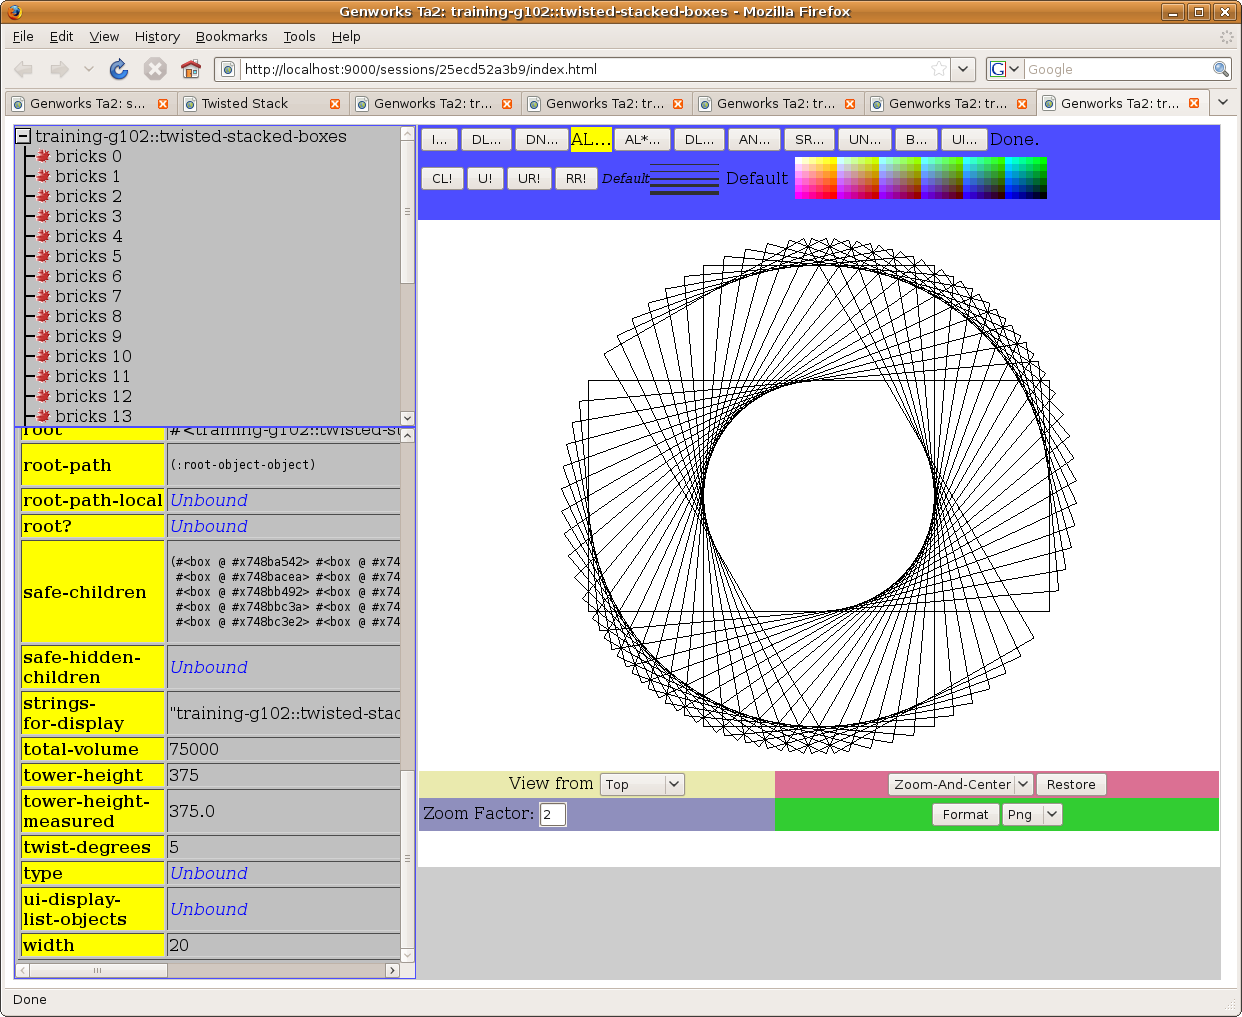 Genworks Ta2: training-g102::twisted-stacked-boxes - Mozilla Firefox
File Edit View History Bookmarks Tools Help
http://localhost:9000/sessions/25ecd52a3b9/index.html
G Google
Genworks Ta2: s...
Twisted Stack
Genworks Ta2: tr...
Genworks Ta2: tr...
Genworks Ta2: tr...
Genworks Ta2: tr...
Genworks Ta2: tr...
training-g102::twisted-stacked-boxes
bricks 0
bricks 1
bricks 2
bricks 3
bricks 4
bricks 5
bricks 6
bricks 7
bricks 8
bricks 9
bricks 10
bricks 11
bricks 12
bricks 13
root #<training-g102::twisted-st
root-path (:root-object-object)
root-path-local Unbound
root? Unbound
safe-children
(#<box @ #x748ba542> #<box @ #x74
#<box @ #x748bacea> #<box @ #x74
#<box @ #x748bb492> #<box @ #x74
#<box @ #x748bbc3a> #<box @ #x74
#<box @ #x748bc3e2> #<box @ #x74
safe-hidden-
children Unbound
strings-
for-display "training-g102::twisted-stac
total-volume 75000
tower-height 375
tower-height-
measured 375.0
twist-degrees 5
type Unbound
ui-display-
list-objects Unbound
width 20
I... DL... DN... AL... AL*... DL... AN... SR... UN... B... UI... Done.
CL! U! UR! RR! Default Default
View from Top
Zoom-And-Center Restore
Zoom Factor: 2
Format Png
Done